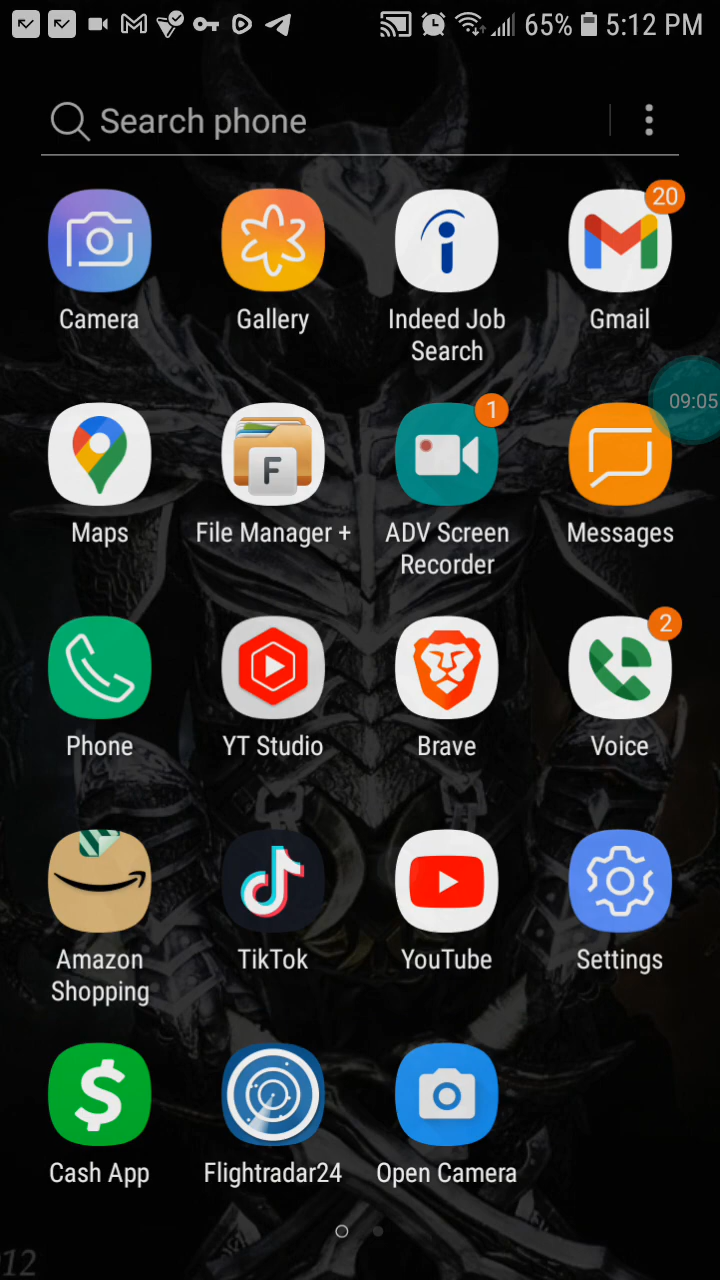 65% 5:12 PM
Search phone
20
Camera Gallery Indeed Job Search Gmail
09:05
1
Maps File Manager + ADV Screen Recorder Messages
F
2
Phone YT Studio Brave Voice
Amazon Shopping TikTok YouTube Settings
$
Cash App Flightradar24 Open Camera
12